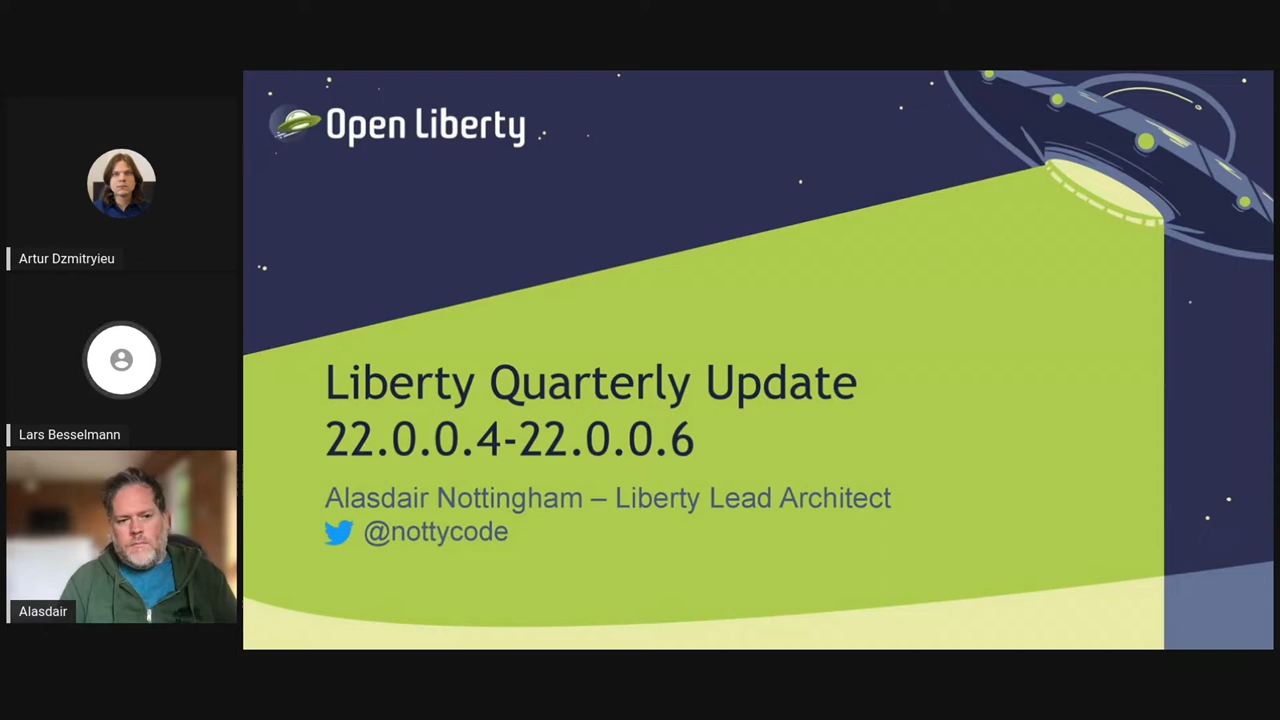 Open Liberty
Artur Dzmitryieu
Lars Besselmann
Alasdair
Liberty Quarterly Update
22.0.0.4-22.0.0.6
Alasdair Nottingham – Liberty Lead Architect
@nottycode